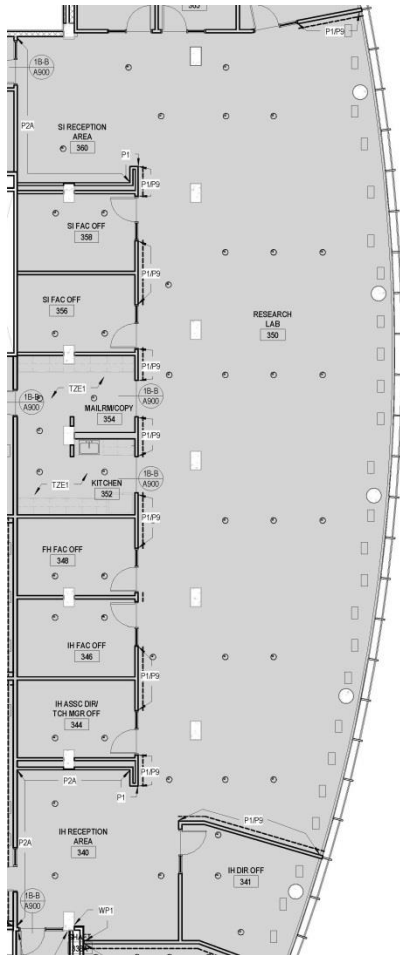 P1/P9
1B-B
A900
P2A
SI RECEPTION
AREA
360
P1
P1/P9
SI FAC OFF
358
P1/P9
SI FAC OFF
356
RESEARCH
LAB
350
P1/P9
TZE1
1B-B
A900
1B-B
A900
MAILRM/COPY
354
P1/P9
1B-B
A900
TZE1
KITCHEN
352
P1/P9
FH FAC OFF
348
IH FAC OFF
346
P1/P9
IH ASSC DIR/
TCH MGR OFF
344
P1/P9
P2A
P1
P1/P9
IH RECEPTION
AREA
340
P2A
IH DIR OFF
341
1B-B
A900
WP1